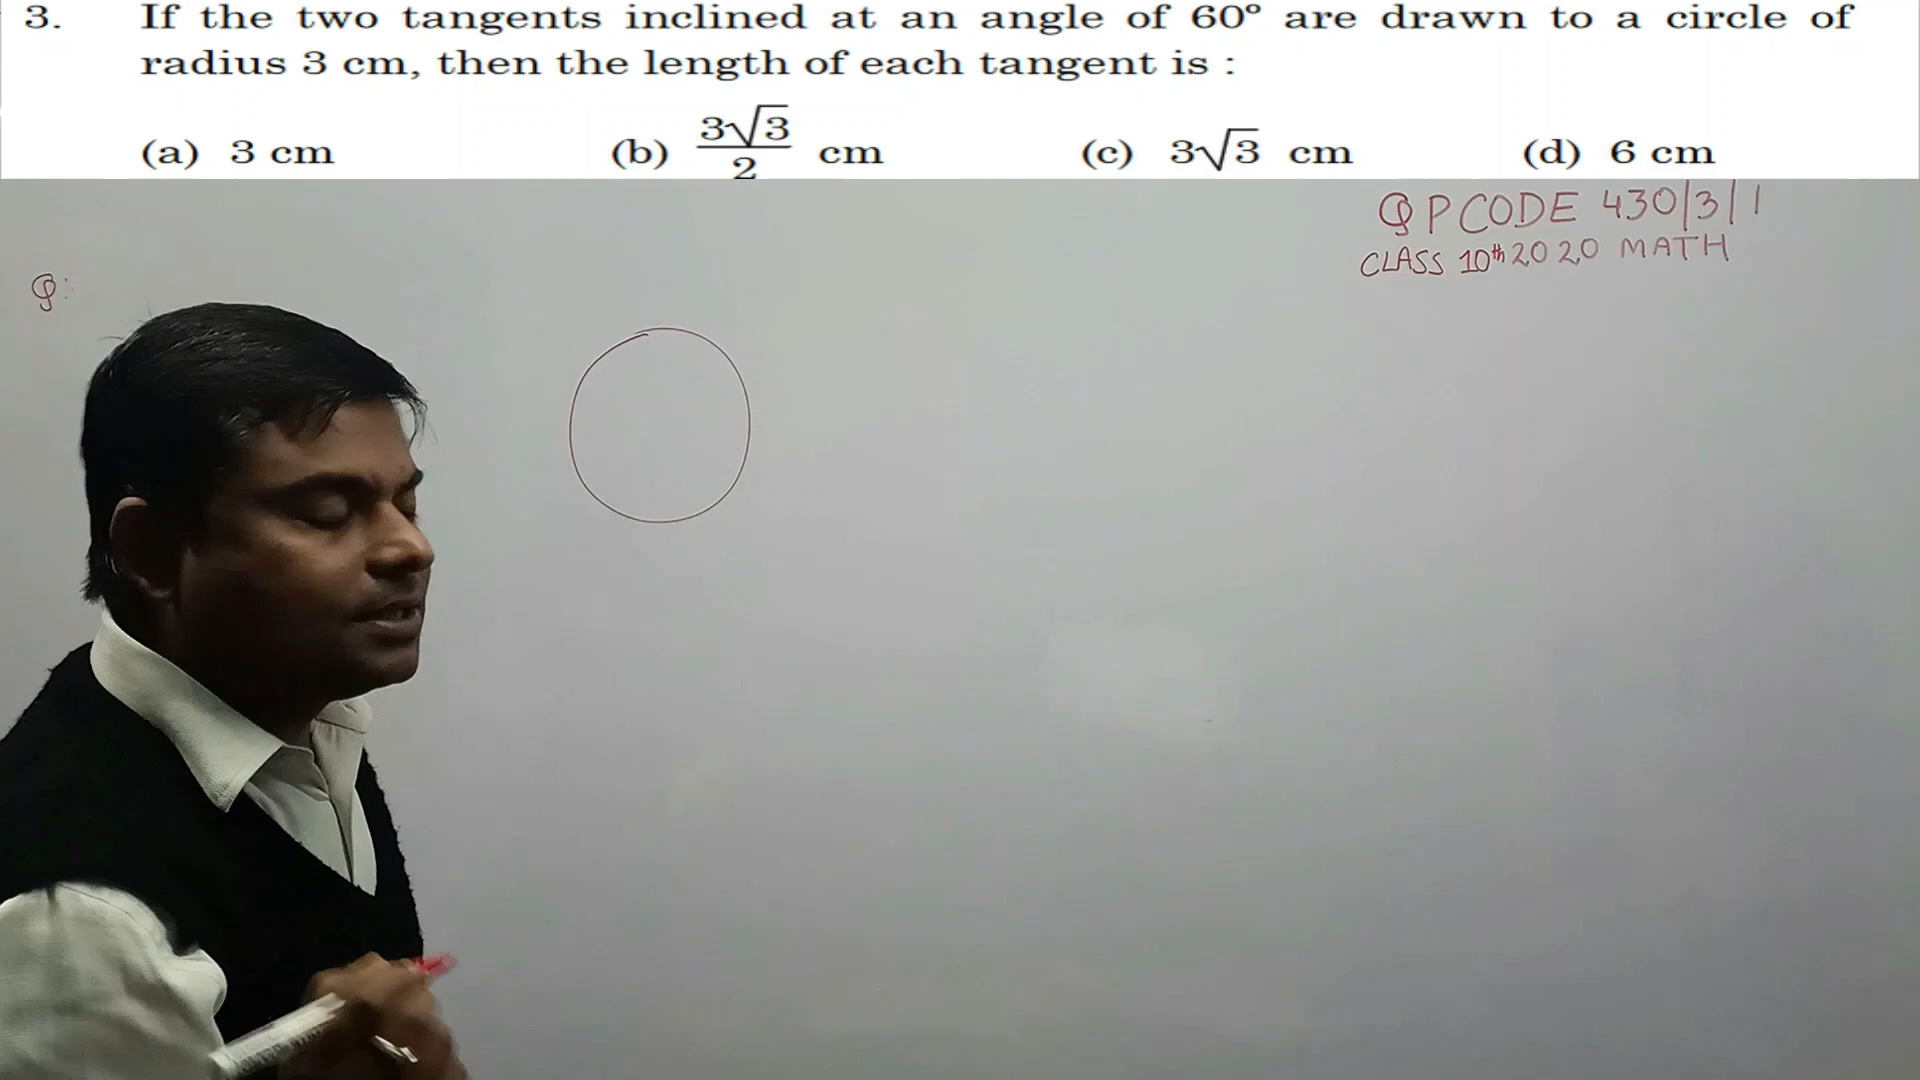 3. If the two tangents inclined at an angle of 60° are drawn to a circle of
radius 3 cm, then the length of each tangent is :
(a) 3 cm (b) 3√3/2 cm (c) 3√3 cm (d) 6 cm
QP CODE 430/3/1
CLASS 10th 2020 MATH
Q: